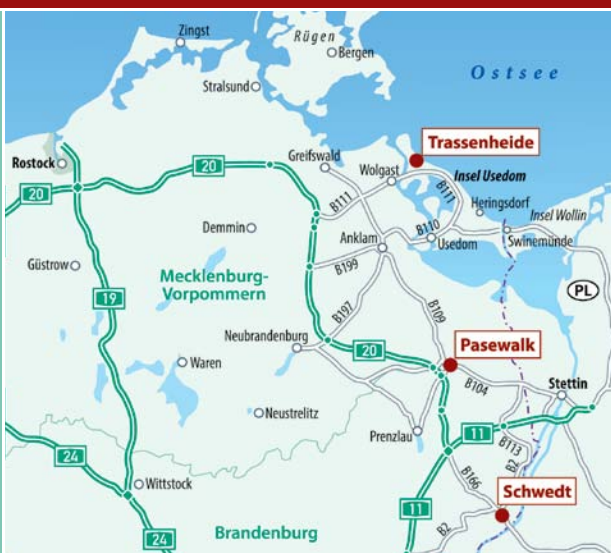 Zingst
Rügen
Bergen
Ostsee
Stralsund
Trassenheide
Rostock
Greifswald
20
20
Wolgast
Insel Usedom
B111
B111
Heringsdorf
Insel Wollin
Demmin
B110
Anklam
Usedom
Swinemünde
Güstrow
B199
Mecklenburg-
Vorpommern
PL
19
B197
B109
Neubrandenburg
20
Pasewalk
Waren
B104
Stettin
Neustrelitz
Prenzlau
11
B113
24
B2
B166
Wittstock
Schwedt
11
24
Brandenburg
B2